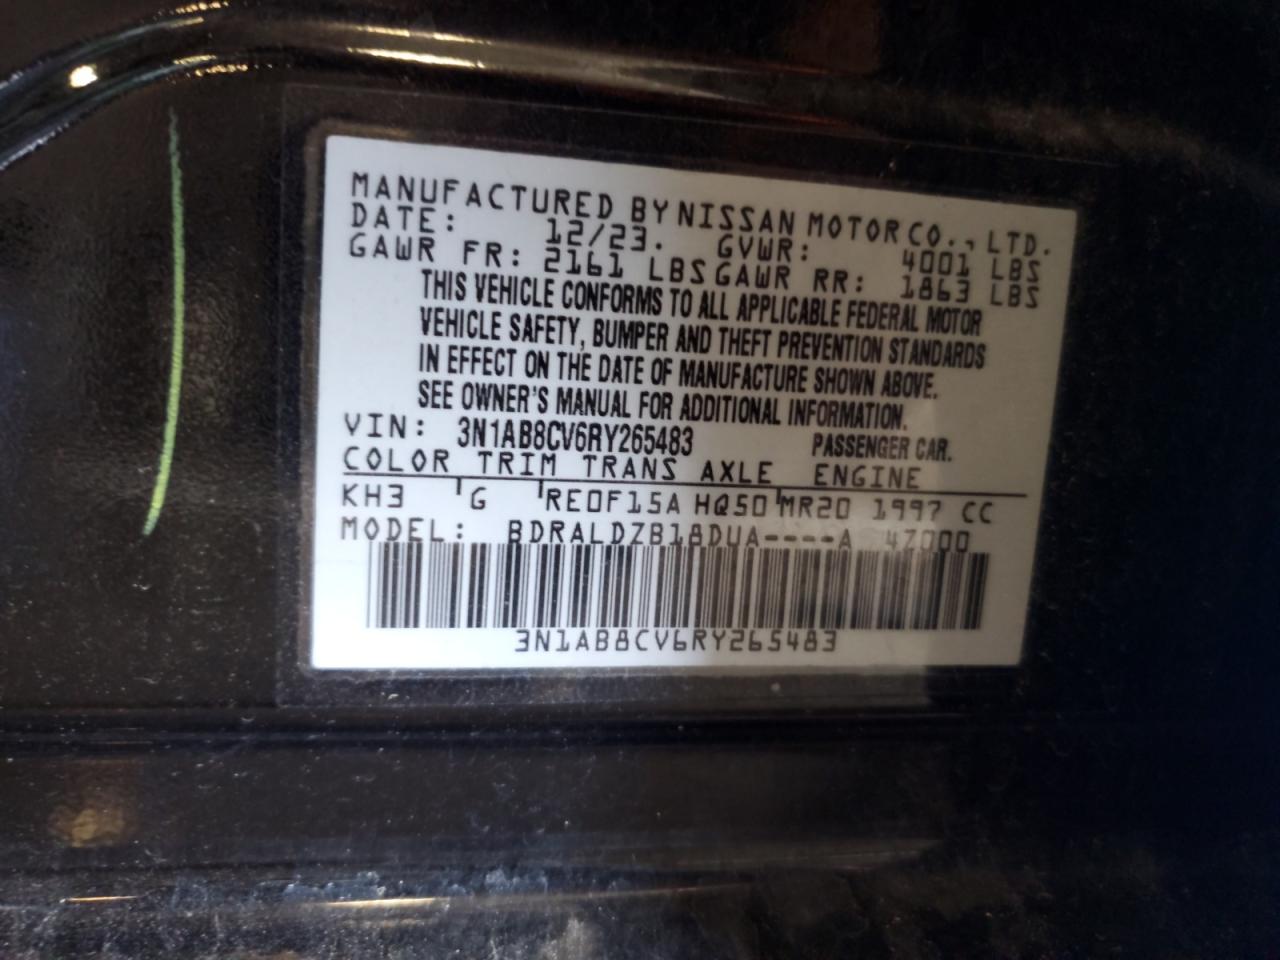 MANUFACTURED BY NISSAN MOTOR CO., LTD.
DATE: 12/23. GVWR: 4001 LBS
GAWR FR: 2161 LBS GAWR RR: 1863 LBS
THIS VEHICLE CONFORMS TO ALL APPLICABLE FEDERAL MOTOR
VEHICLE SAFETY, BUMPER AND THEFT PREVENTION STANDARDS
IN EFFECT ON THE DATE OF MANUFACTURE SHOWN ABOVE.
SEE OWNER'S MANUAL FOR ADDITIONAL INFORMATION.
VIN: 3N1AB8CV6RY265483 PASSENGER CAR.
COLOR TRIM TRANS AXLE ENGINE
KH3 G RE0F15A HQ50 MR20 1997 CC
MODEL: BDRALDZB18DUA----A 47000
3N1AB8CV6RY265483